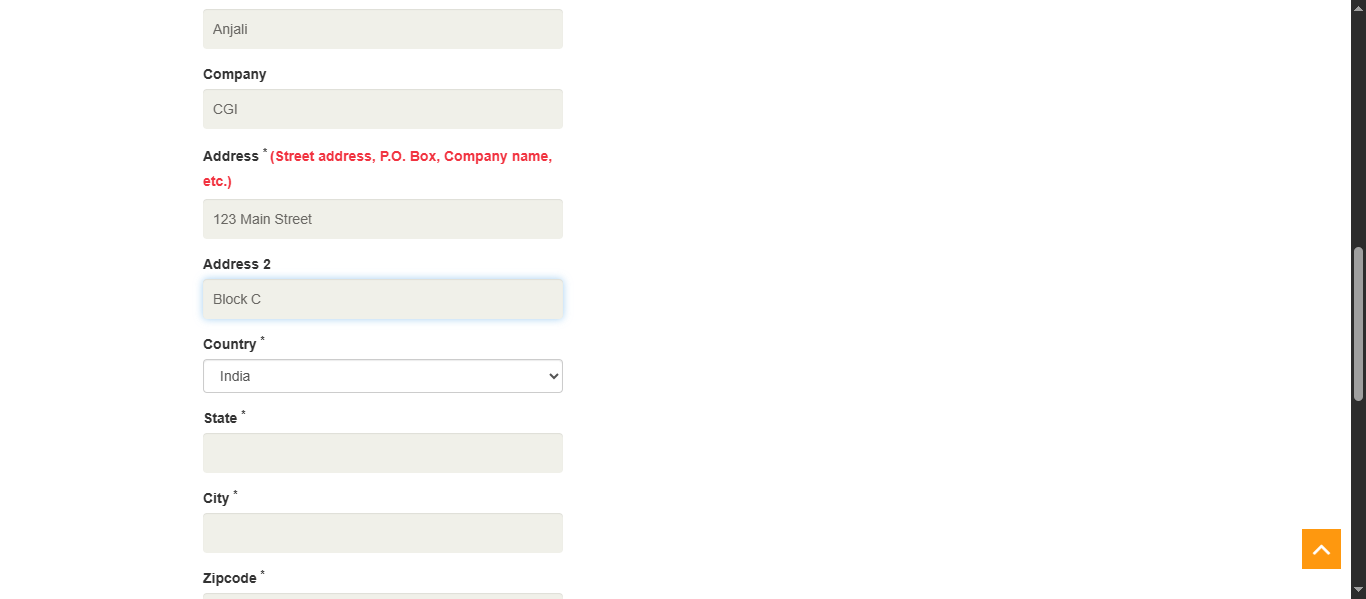 Anjali
Company
CGI
Address * (Street address, P.O. Box, Company name,
etc.)
123 Main Street
Address 2
Block C
Country *
India
State *
City *
Zipcode *